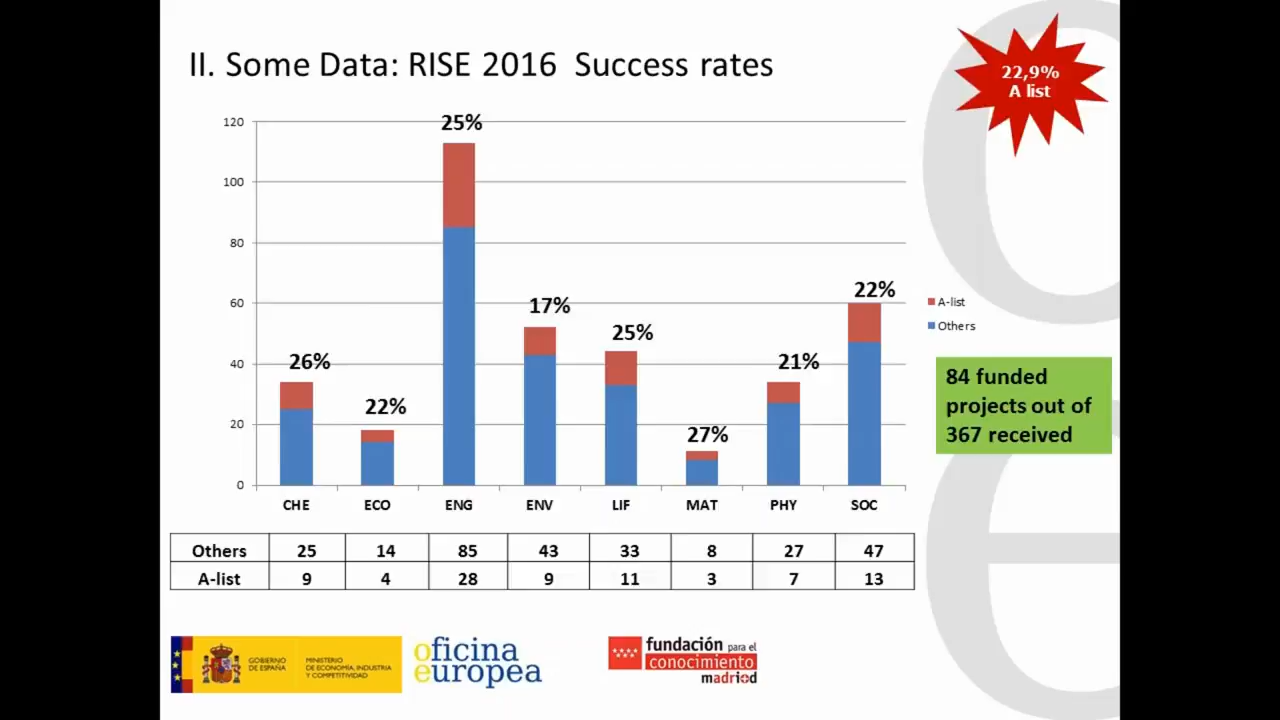 II. Some Data: RISE 2016 Success rates
22,9%
A list
120
100
80
60
40
20
0
26%
22%
25%
17%
25%
27%
21%
22%
CHE ECO ENG ENV LIF MAT PHY SOC
A-list
Others
84 funded
projects out of
367 received
Others 25 14 85 43 33 8 27 47
A-list 9 4 28 9 11 3 7 13
GOBIERNO
DE ESPAÑA
MINISTERIO
DE ECONOMÍA, INDUSTRIA
Y COMPETITIVIDAD
oficina
europea
fundación para el
conocimiento
madri+d